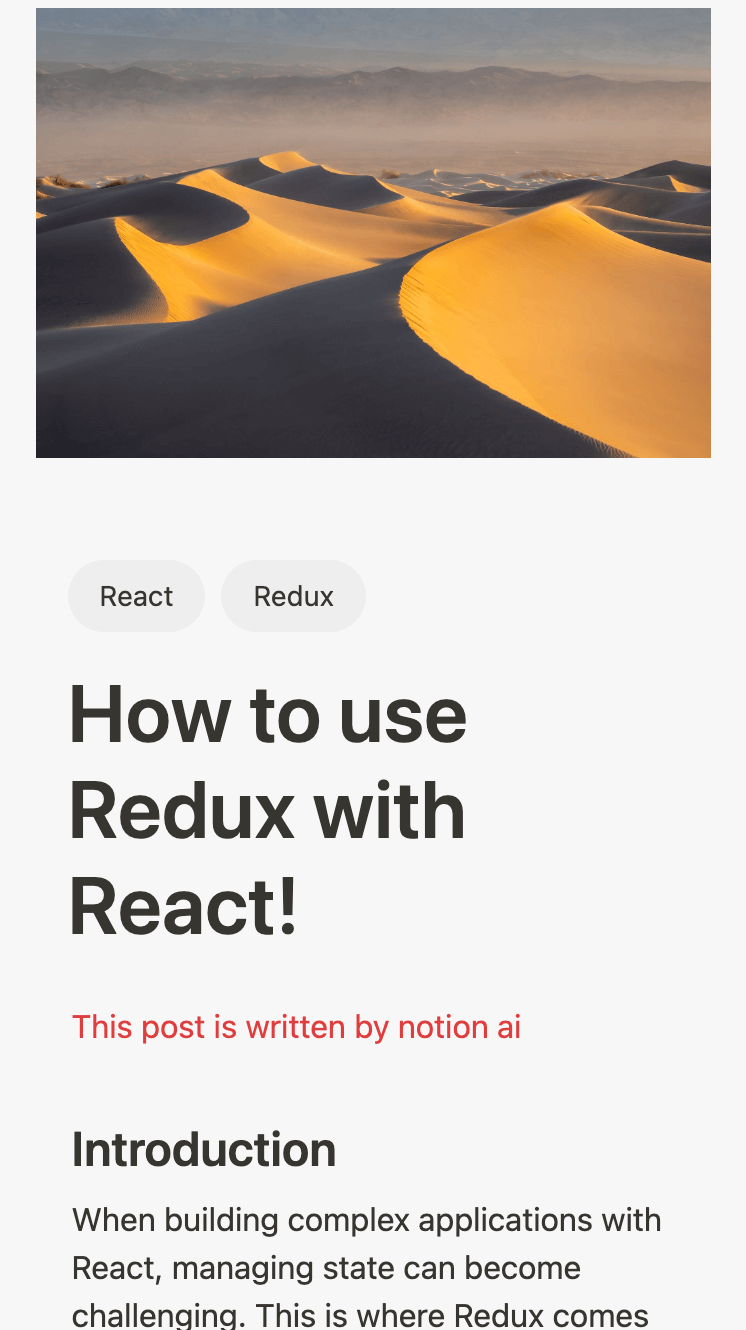 React
Redux
How to use
Redux with
React!
This post is written by notion ai
Introduction
When building complex applications with
React, managing state can become
challenging. This is where Redux comes